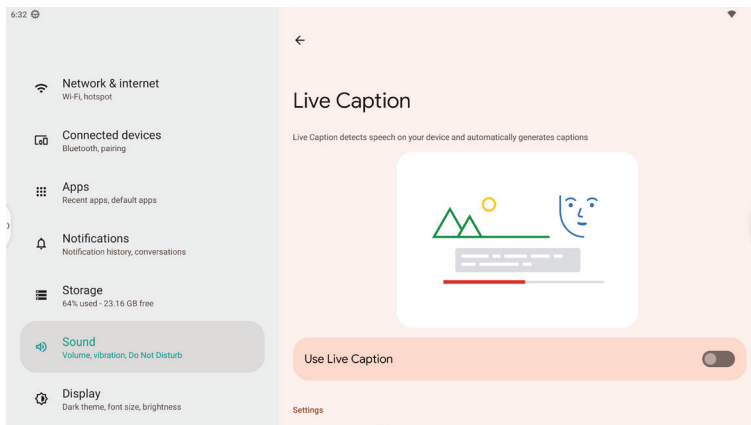 6:32
Network & internet
Wi-Fi, hotspot
Connected devices
Bluetooth, pairing
Apps
Recent apps, default apps
Notifications
Notification history, conversations
Storage
64% used - 23.16 GB free
Sound
Volume, vibration, Do Not Disturb
Display
Dark theme, font size, brightness
Live Caption
Live Caption detects speech on your device and automatically generates captions
Use Live Caption
Settings